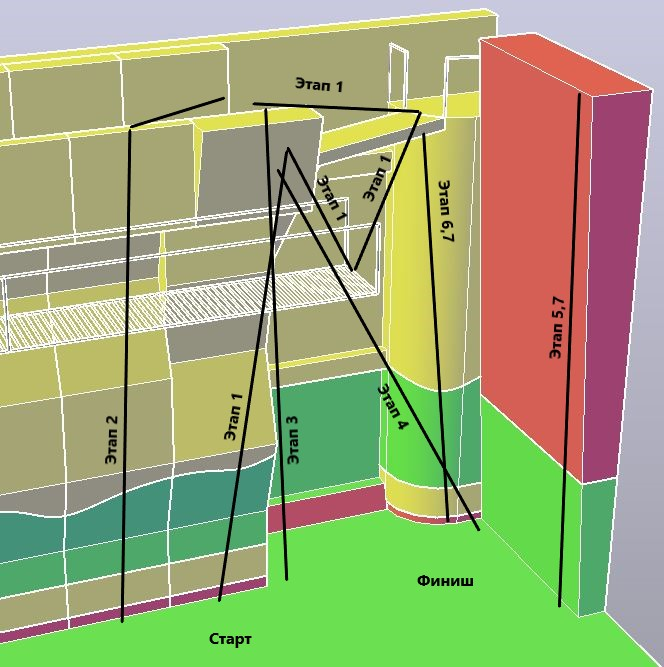 Этап 1
Этап 1
Этап 1
Этап 6,7
Этап 5,7
Этап 2
Этап 1
Этап 3
Этап 4
Финиш
Старт